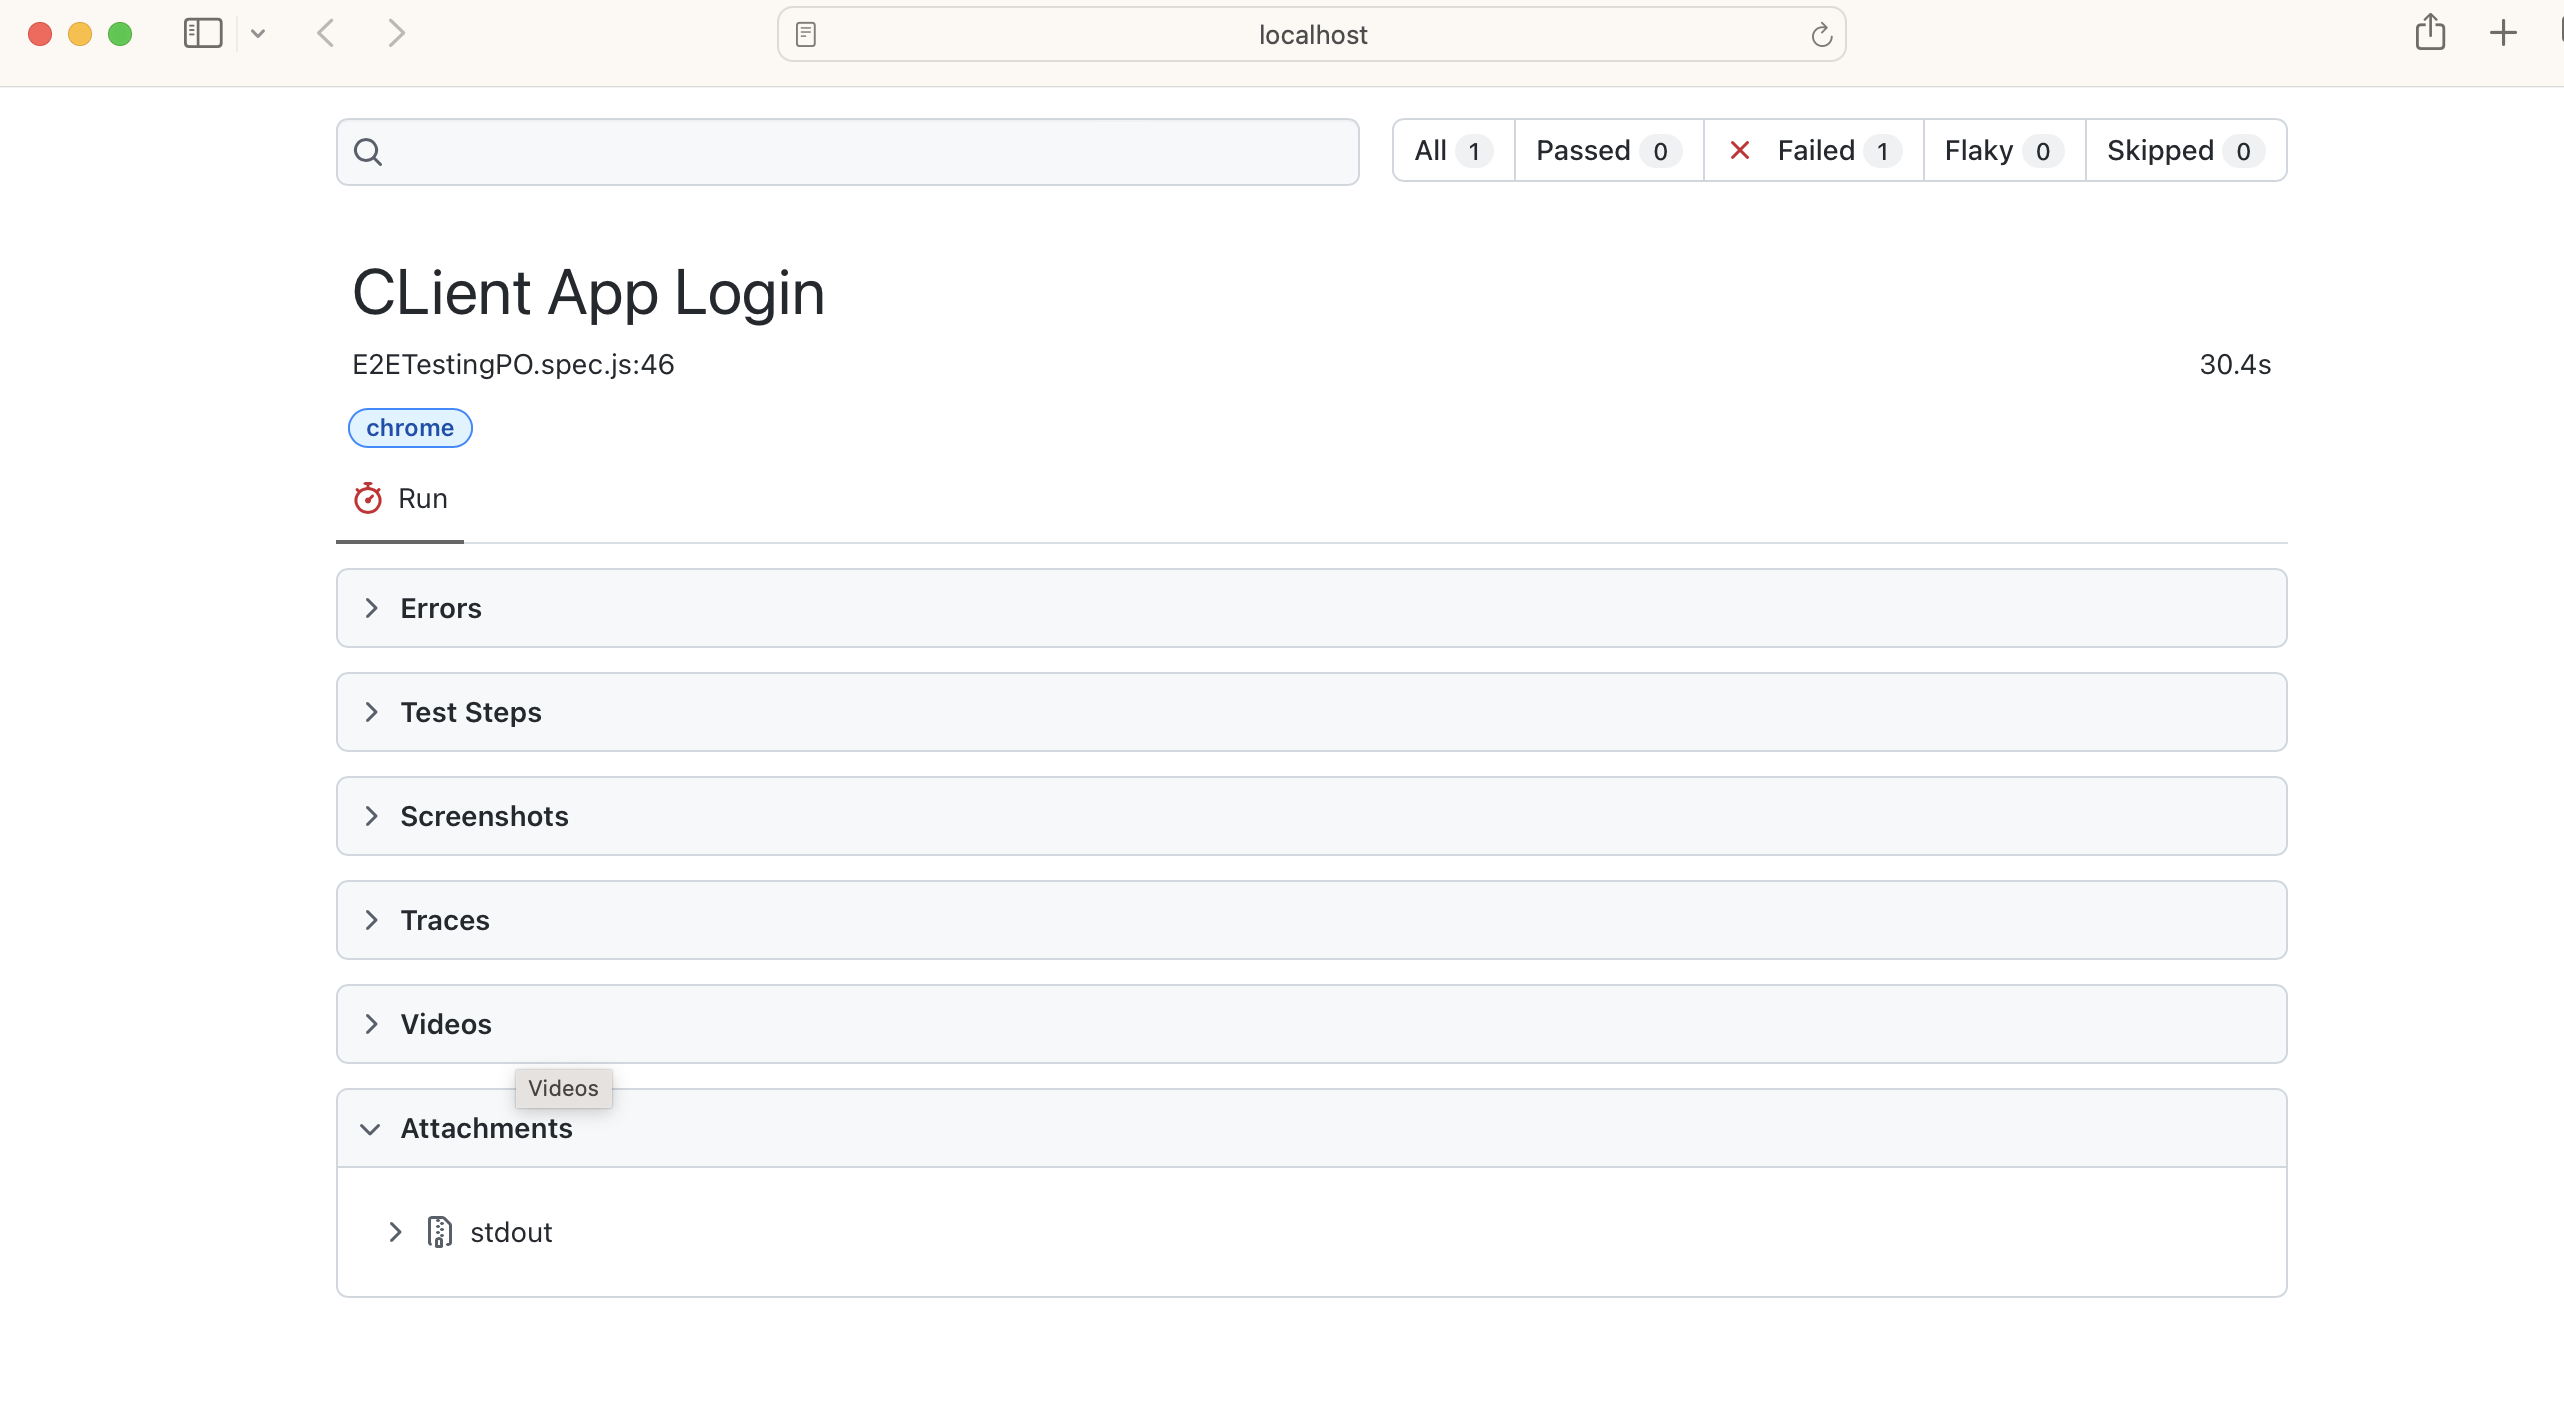 localhost
All 1 Passed 0 Failed 1 Flaky 0 Skipped 0
CLient App Login
E2ETestingPO.spec.js:46 30.4s
chrome
Run
Errors
Test Steps
Screenshots
Traces
Videos
Videos
Attachments
stdout